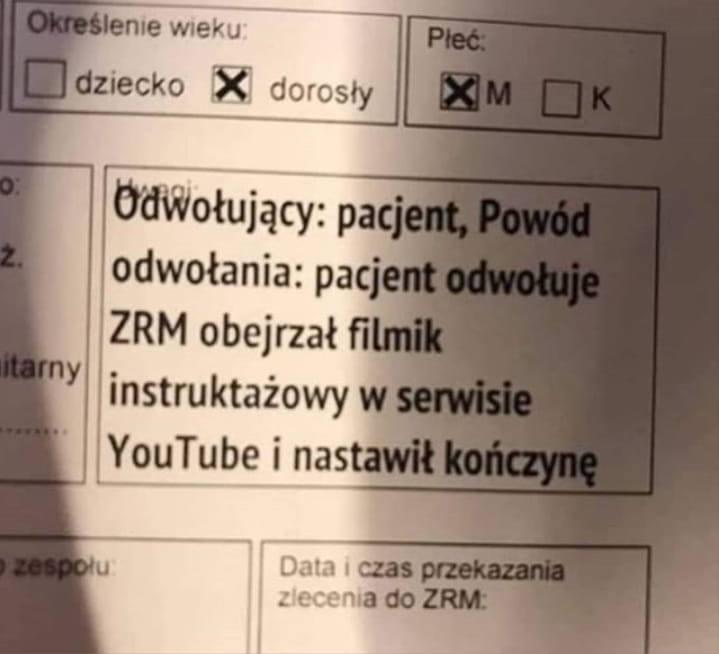 Określenie wieku:
dziecko dorosły
Płeć:
M K
o:
ż.
itarny
Uwagi:
Odwołujący: pacjent, Powód
odwołania: pacjent odwołuje
ZRM obejrzał filmik
instruktażowy w serwisie
YouTube i nastawił kończynę
zespołu:
Data i czas przekazania
zlecenia do ZRM: